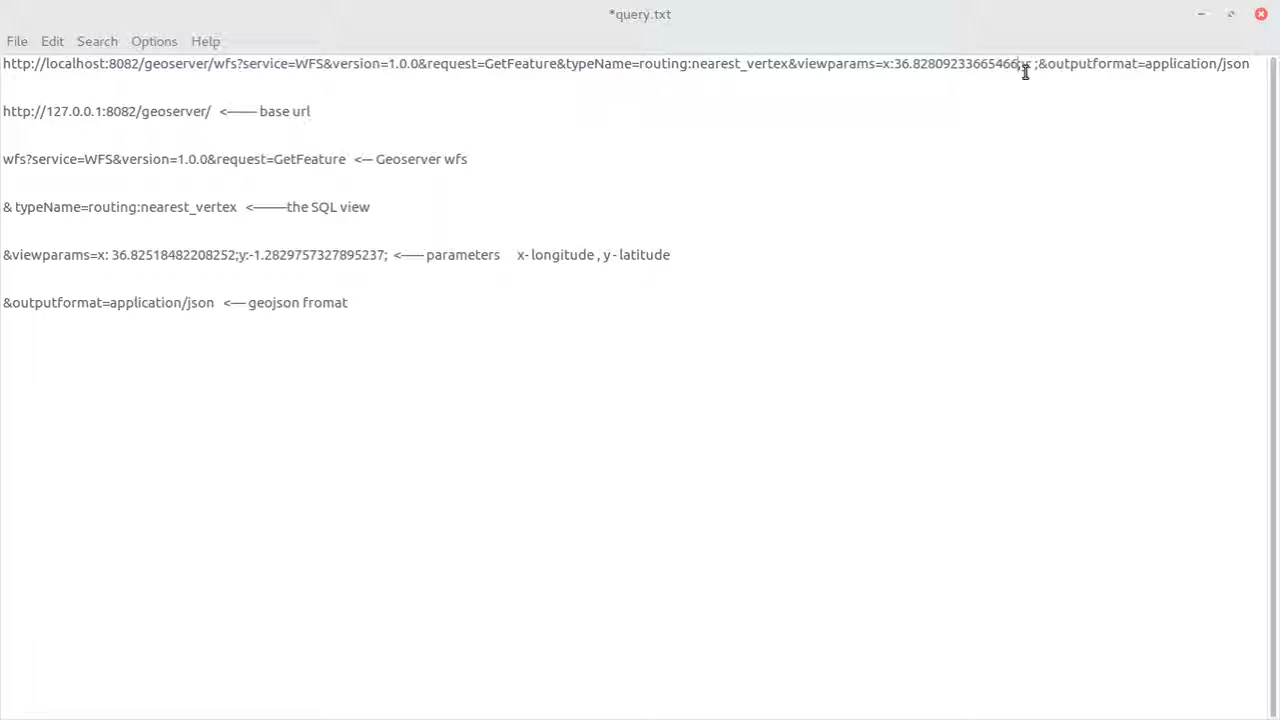 *query.txt
File Edit Search Options Help
http://localhost:8082/geoserver/wfs?service=WFS&version=1.0.0&request=GetFeature&typeName=routing:nearest_vertex&viewparams=x:36.82809233665466;y: ;&outputformat=application/json
http://127.0.0.1:8082/geoserver/ <------- base url
wfs?service=WFS&version=1.0.0&request=GetFeature <--- Geoserver wfs
& typeName=routing:nearest_vertex <-------the SQL view
&viewparams=x: 36.82518482208252;y:-1.2829757327895237; <----- parameters x- longitude , y - latitude
&outputformat=application/json <--- geojson fromat